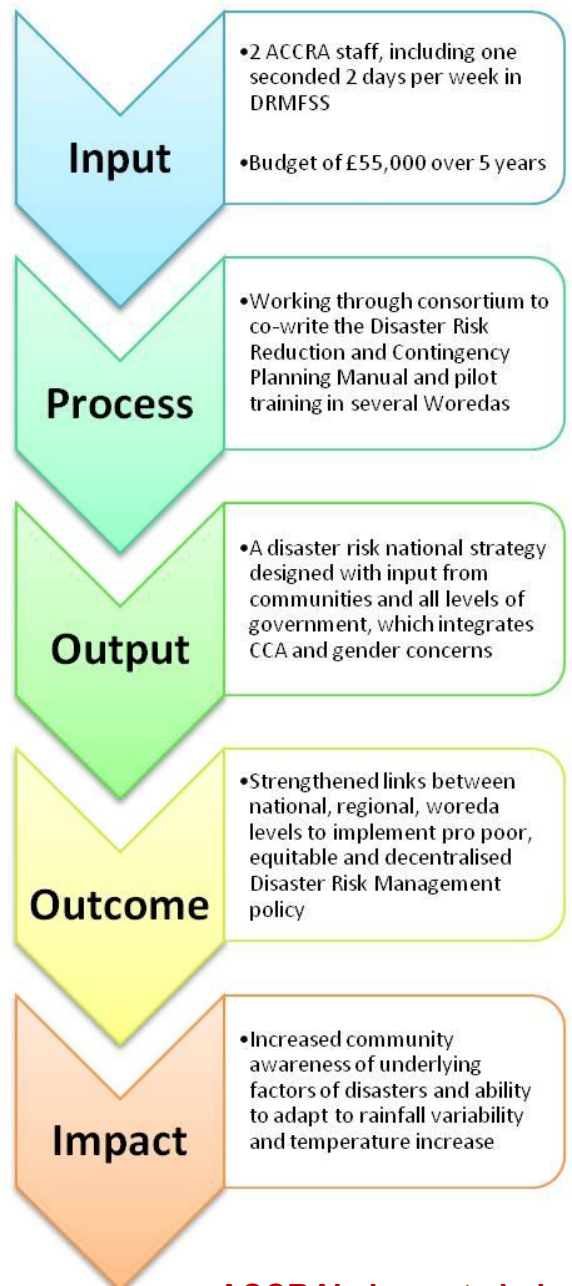 •2 ACCRA staff, including one
seconded 2 days per week in
DRMFSS
•Budget of £55,000 over 5 years
Input
•Working through consortium to
co-write the Disaster Risk
Reduction and Contingency
Planning Manual and pilot
training in several Woredas
Process
•A disaster risk national strategy
designed with input from
communities and all levels of
government, which integrates
CCA and gender concerns
Output
•Strengthened links between
national, regional, woreda
levels to implement pro poor,
equitable and decentralised
Disaster Risk Management
policy
Outcome
•Increased community
awareness of underlying
factors of disasters and ability
to adapt to rainfall variability
and temperature increase
Impact